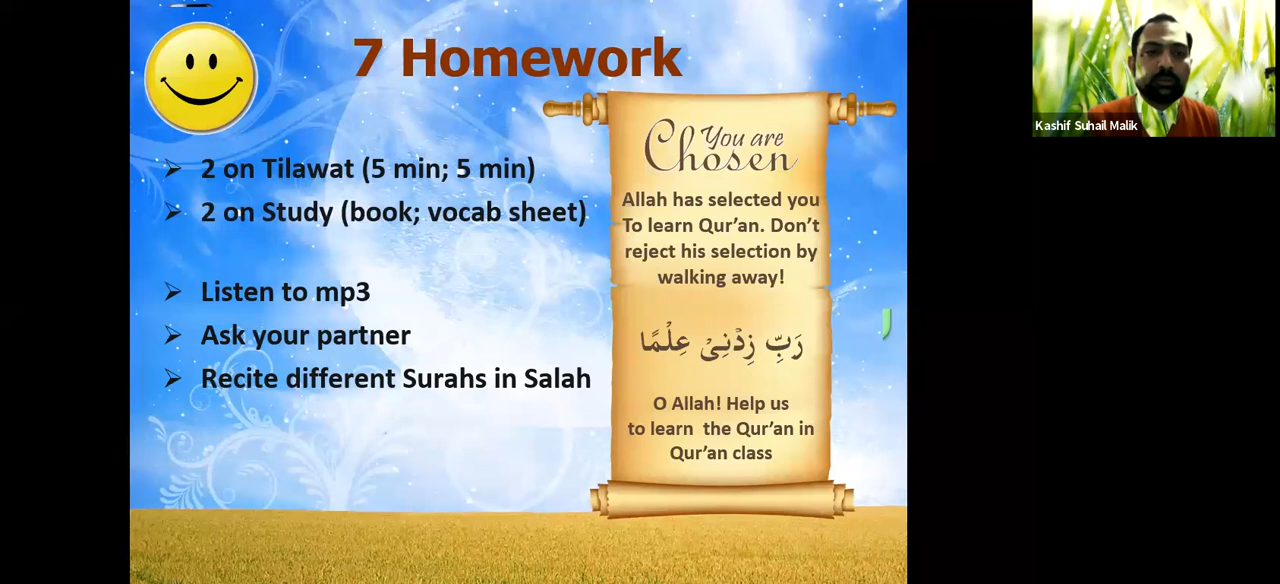 7 Homework
2 on Tilawat (5 min; 5 min)
2 on Study (book; vocab sheet)
Listen to mp3
Ask your partner
Recite different Surahs in Salah
You are
Chosen
Allah has selected you
To learn Qur’an. Don’t
reject his selection by
walking away!
رَبِّ زِدْنِیْ عِلْمًا
O Allah! Help us
to learn the Qur’an in
Qur’an class
Kashif Suhail Malik